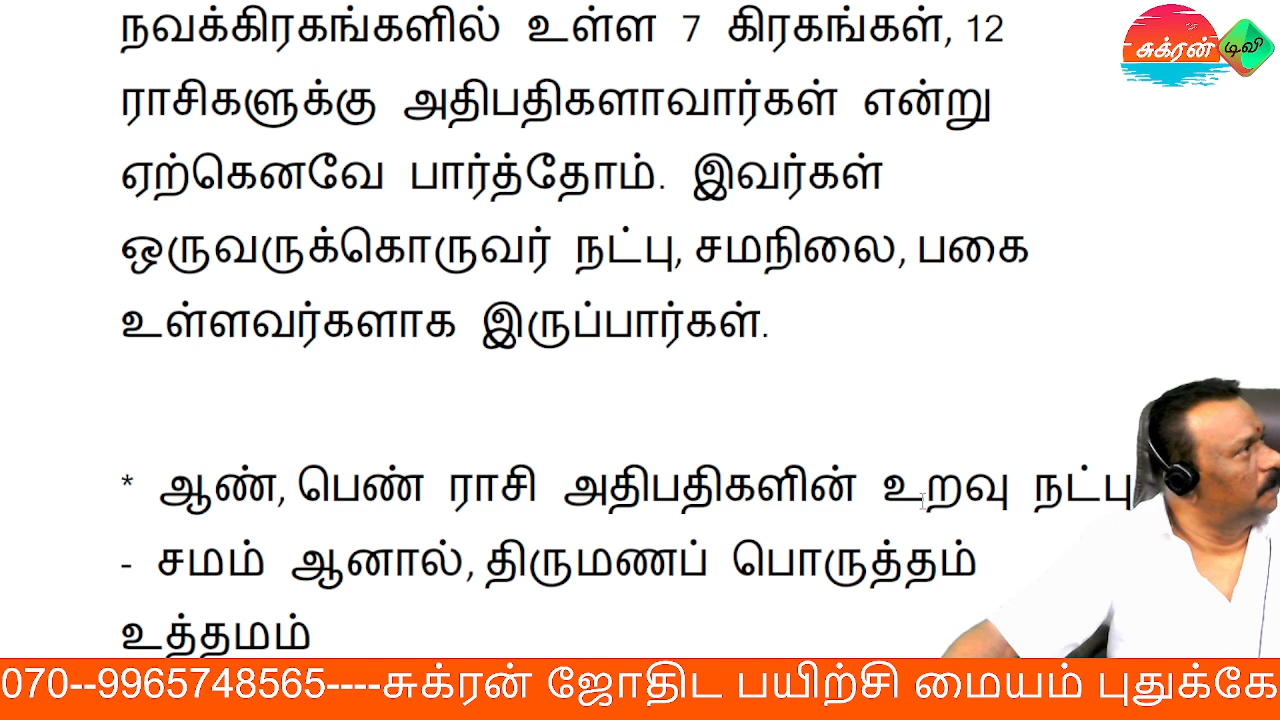 நவக்கிரகங்களில் உள்ள 7 கிரகங்கள், 12
ராசிகளுக்கு அதிபதிகளாவார்கள் என்று
ஏற்கெனவே பார்த்தோம். இவர்கள்
ஒருவருக்கொருவர் நட்பு, சமநிலை, பகை
உள்ளவர்களாக இருப்பார்கள்.
* ஆண், பெண் ராசி அதிபதிகளின் உறவு நட்பு
- சமம் ஆனால், திருமணப் பொருத்தம்
உத்தமம்
சுக்ரன் டிவி
070--9965748565----சுக்ரன் ஜோதிட பயிற்சி மையம் புதுக்கே